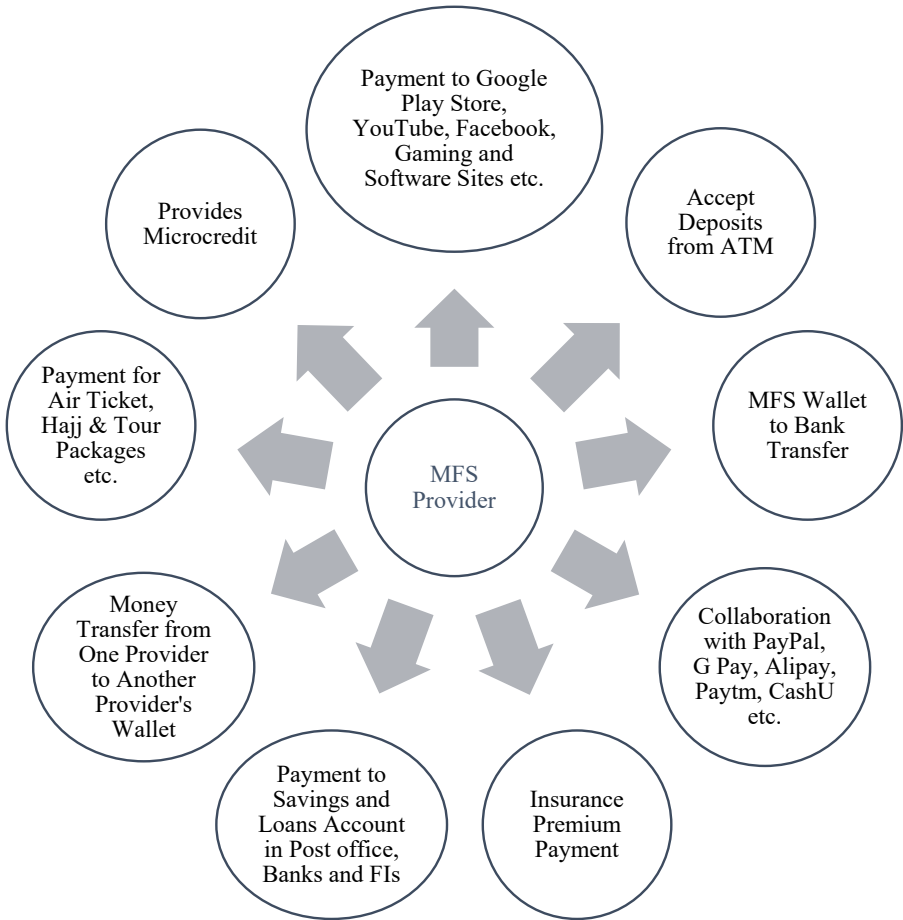 Payment to Google
Play Store,
YouTube, Facebook,
Gaming and
Software Sites etc.
Accept
Deposits
from ATM
MFS Wallet
to Bank
Transfer
Collaboration
with PayPal,
G Pay, Alipay,
Paytm, CashU
etc.
Insurance
Premium
Payment
Payment to
Savings and
Loans Account
in Post office,
Banks and FIs
Money
Transfer from
One Provider
to Another
Provider's
Wallet
Payment for
Air Ticket,
Hajj & Tour
Packages
etc.
Provides
Microcredit
MFS
Provider